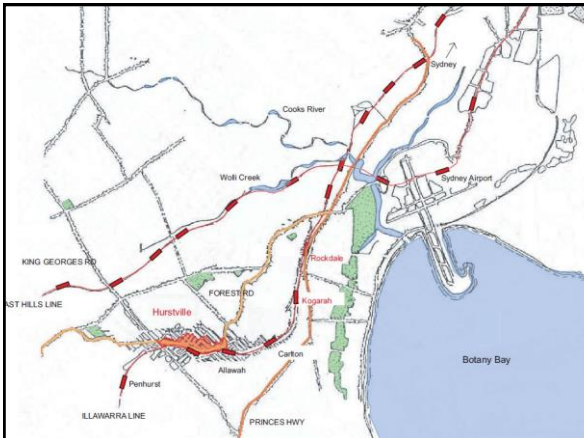 Sydney
Cooks River
Wolli Creek
Sydney Airport
KING GEORGES RD
Rockdale
FOREST RD
AST HILLS LINE
Kogarah
Hurstville
Botany Bay
Carlton
Allawah
Penhurst
ILLAWARRA LINE
PRINCES HWY